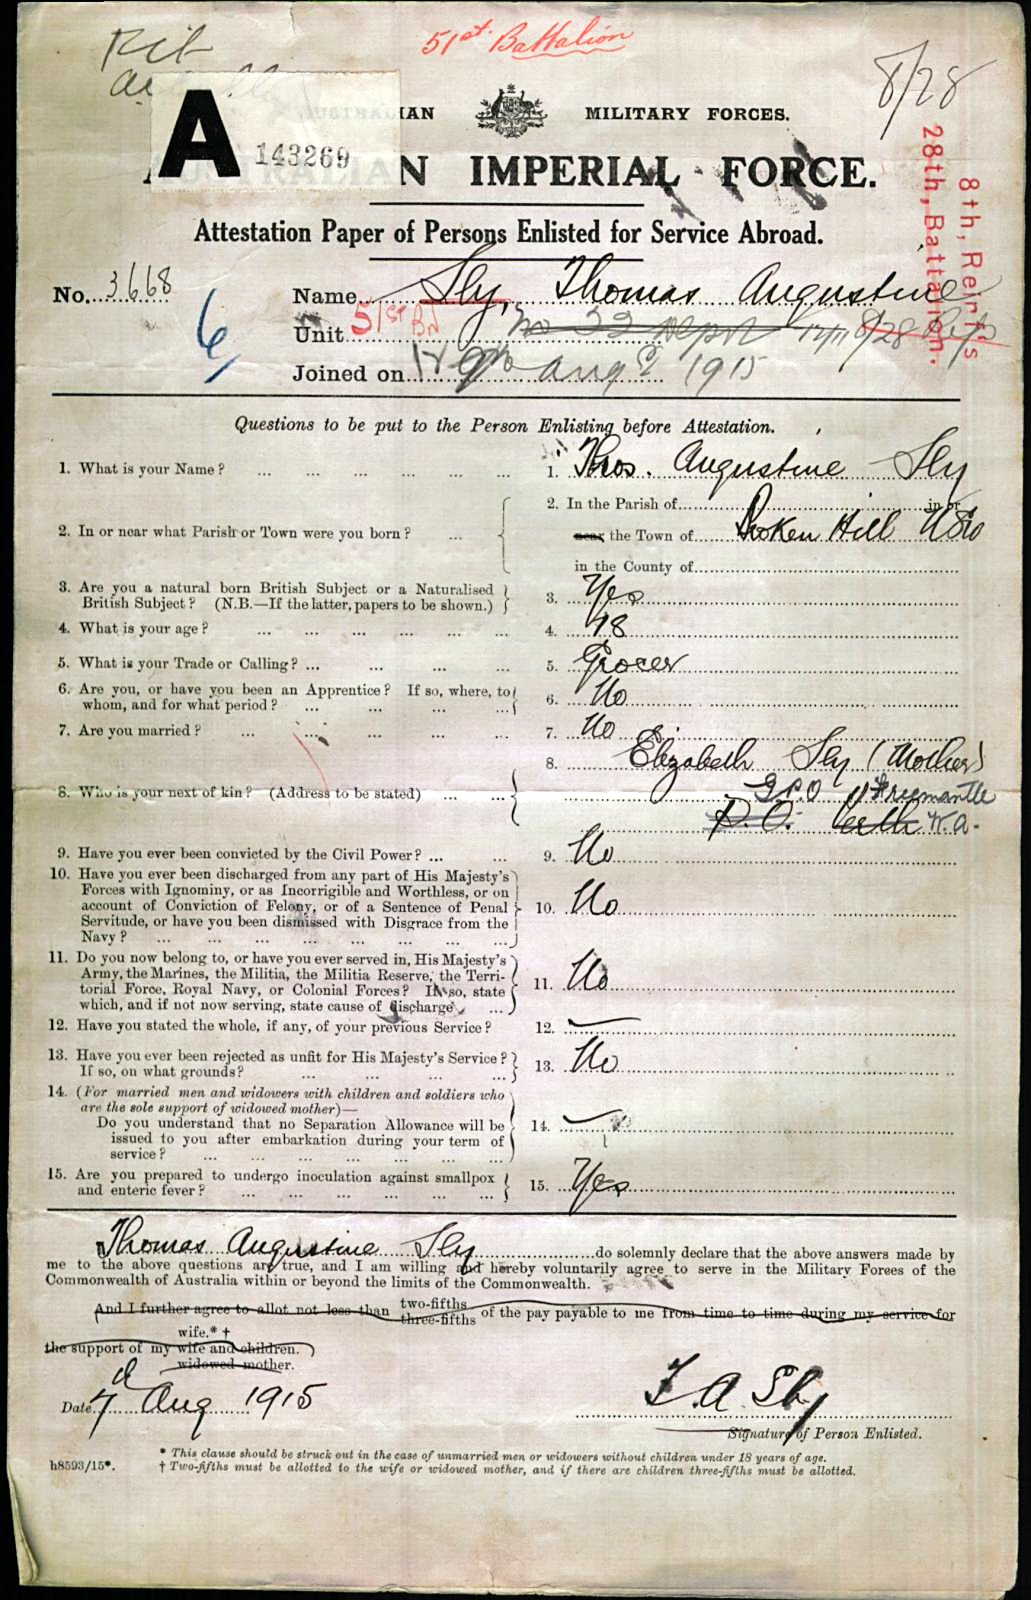 51st Battalion
8/28
A 143269
IAN MILITARY FORCES.
N IMPERIAL FORCE.
Attestation Paper of Persons Enlisted for Service Abroad.
8th, Reinf's
28th, Battalion.
No. 3668
6
Name Sly, Thomas Augustine
Unit 51st Bn No 32 Depot 8/28
Joined on Aug 1915
Questions to be put to the Person Enlisting before Attestation.
1. What is your Name? ... 1. Thos. Augustine Sly
2. In or near what Parish or Town were you born? ... 2. In the Parish of in or
near the Town of Broken Hill NSW
in the County of
3. Are you a natural born British Subject or a Naturalised
British Subject? (N.B.—If the latter, papers to be shown.) 3. Yes
4. What is your age? ... 4. 18
5. What is your Trade or Calling? ... 5. Grocer
6. Are you, or have you been an Apprentice? If so, where, to
whom, and for what period? ... 6. No
7. Are you married? ... 7. No
8. Who is your next of kin? (Address to be stated) ... 8. Elizabeth Sly (Mother)
G.P.O Freemantle
P.O. Perth W.A.
9. Have you ever been convicted by the Civil Power? ... 9. No
10. Have you ever been discharged from any part of His Majesty's
Forces with Ignominy, or as Incorrigible and Worthless, or on
account of Conviction of Felony, or of a Sentence of Penal
Servitude, or have you been dismissed with Disgrace from the
Navy? ... 10. No
11. Do you now belong to, or have you ever served in, His Majesty's
Army, the Marines, the Militia, the Militia Reserve, the Terri-
torial Force, Royal Navy, or Colonial Forces? If so, state
which, and if not now serving, state cause of discharge ... 11. No
12. Have you stated the whole, if any, of your previous Service? 12. —
13. Have you ever been rejected as unfit for His Majesty's Service?
If so, on what grounds? ... 13. No
14. (For married men and widowers with children and soldiers who
are the sole support of widowed mother)—
Do you understand that no Separation Allowance will be
issued to you after embarkation during your term of
service? ... 14. —
15. Are you prepared to undergo inoculation against smallpox
and enteric fever? ... 15. Yes
Thomas Augustine Sly do solemnly declare that the above answers made by
me to the above questions are true, and I am willing and hereby voluntarily agree to serve in the Military Forces of the
Commonwealth of Australia within or beyond the limits of the Commonwealth.
And I further agree to allot not less than two-fifths three-fifths of the pay payable to me from time to time during my service for
wife.* †
the support of my wife and children.
widowed mother.
Date 7th Aug 1915
T. A Sly
Signature of Person Enlisted.
* This clause should be struck out in the case of unmarried men or widowers without children under 18 years of age.
h8593/15*. † Two-fifths must be allotted to the wife or widowed mother, and if there are children three-fifths must be allotted.